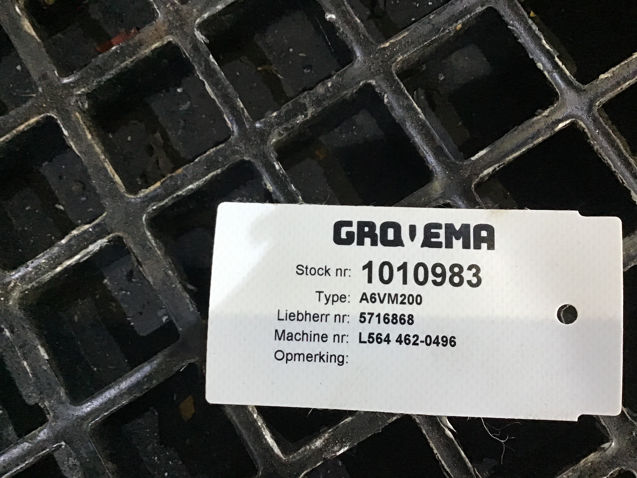 GROVEMA
Stock nr: 1010983
Type: A6VM200
Liebherr nr: 5716868
Machine nr: L564 462-0496
Opmerking: